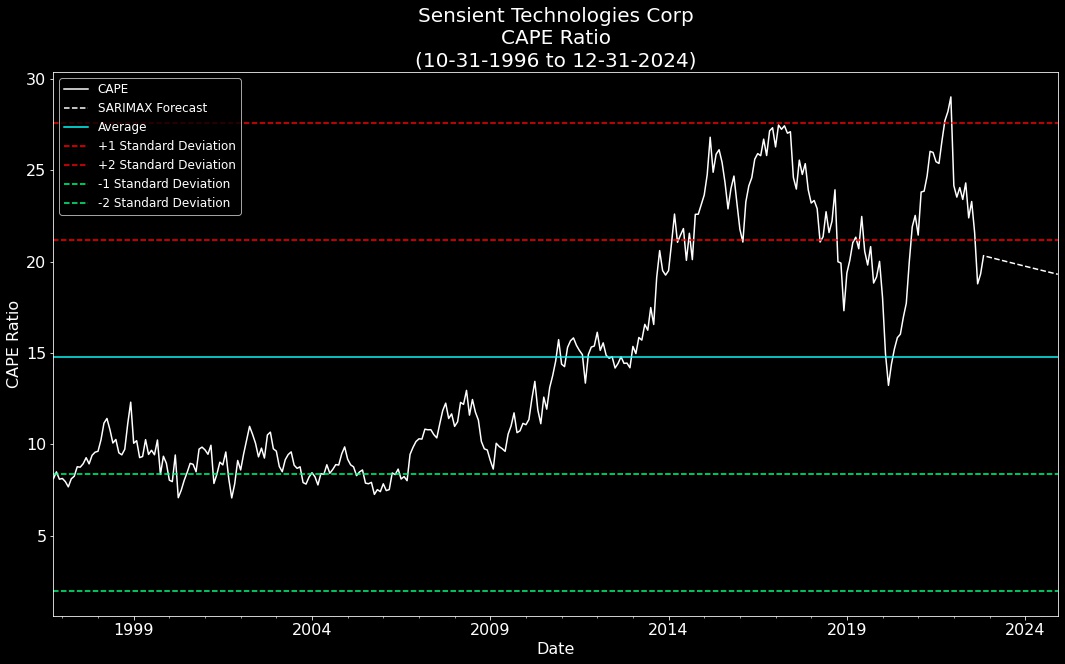 Sensient Technologies Corp
CAPE Ratio
(10-31-1996 to 12-31-2024)
CAPE
SARIMAX Forecast
Average
+1 Standard Deviation
+2 Standard Deviation
-1 Standard Deviation
-2 Standard Deviation
30
25
20
15
10
5
CAPE Ratio
1999
2004
2009
2014
2019
2024
Date